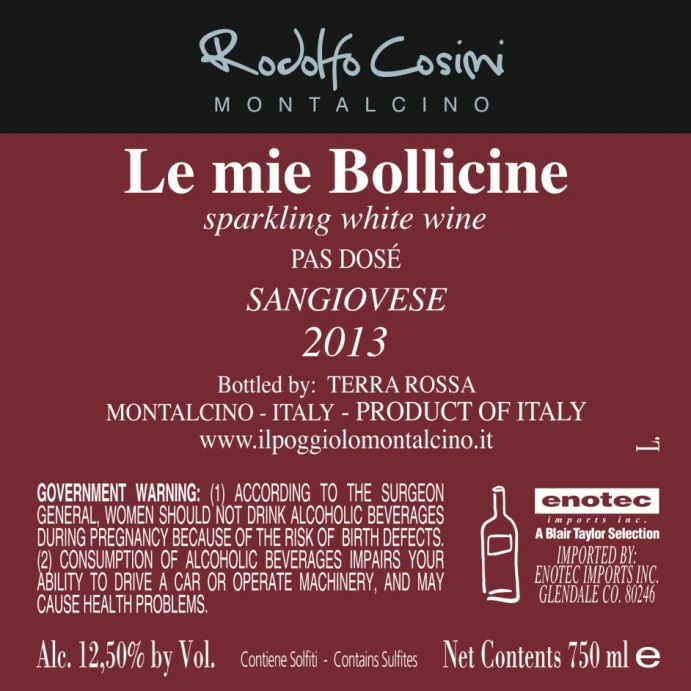 Rodolfo Cosimi
MONTALCINO
Le mie Bollicine
sparkling white wine
PAS DOSÉ
SANGIOVESE
2013
Bottled by: TERRA ROSSA
MONTALCINO - ITALY - PRODUCT OF ITALY
www.ilpoggiolomontalcino.it
L.
GOVERNMENT WARNING: (1) ACCORDING TO THE SURGEON
GENERAL, WOMEN SHOULD NOT DRINK ALCOHOLIC BEVERAGES
DURING PREGNANCY BECAUSE OF THE RISK OF BIRTH DEFECTS.
(2) CONSUMPTION OF ALCOHOLIC BEVERAGES IMPAIRS YOUR
ABILITY TO DRIVE A CAR OR OPERATE MACHINERY, AND MAY
CAUSE HEALTH PROBLEMS.
enotec
imports inc.
A Blair Taylor Selection
IMPORTED BY:
ENOTEC IMPORTS INC.
GLENDALE CO. 80246
Alc. 12,50% by Vol.
Contiene Solfiti - Contains Sulfites
Net Contents 750 ml e